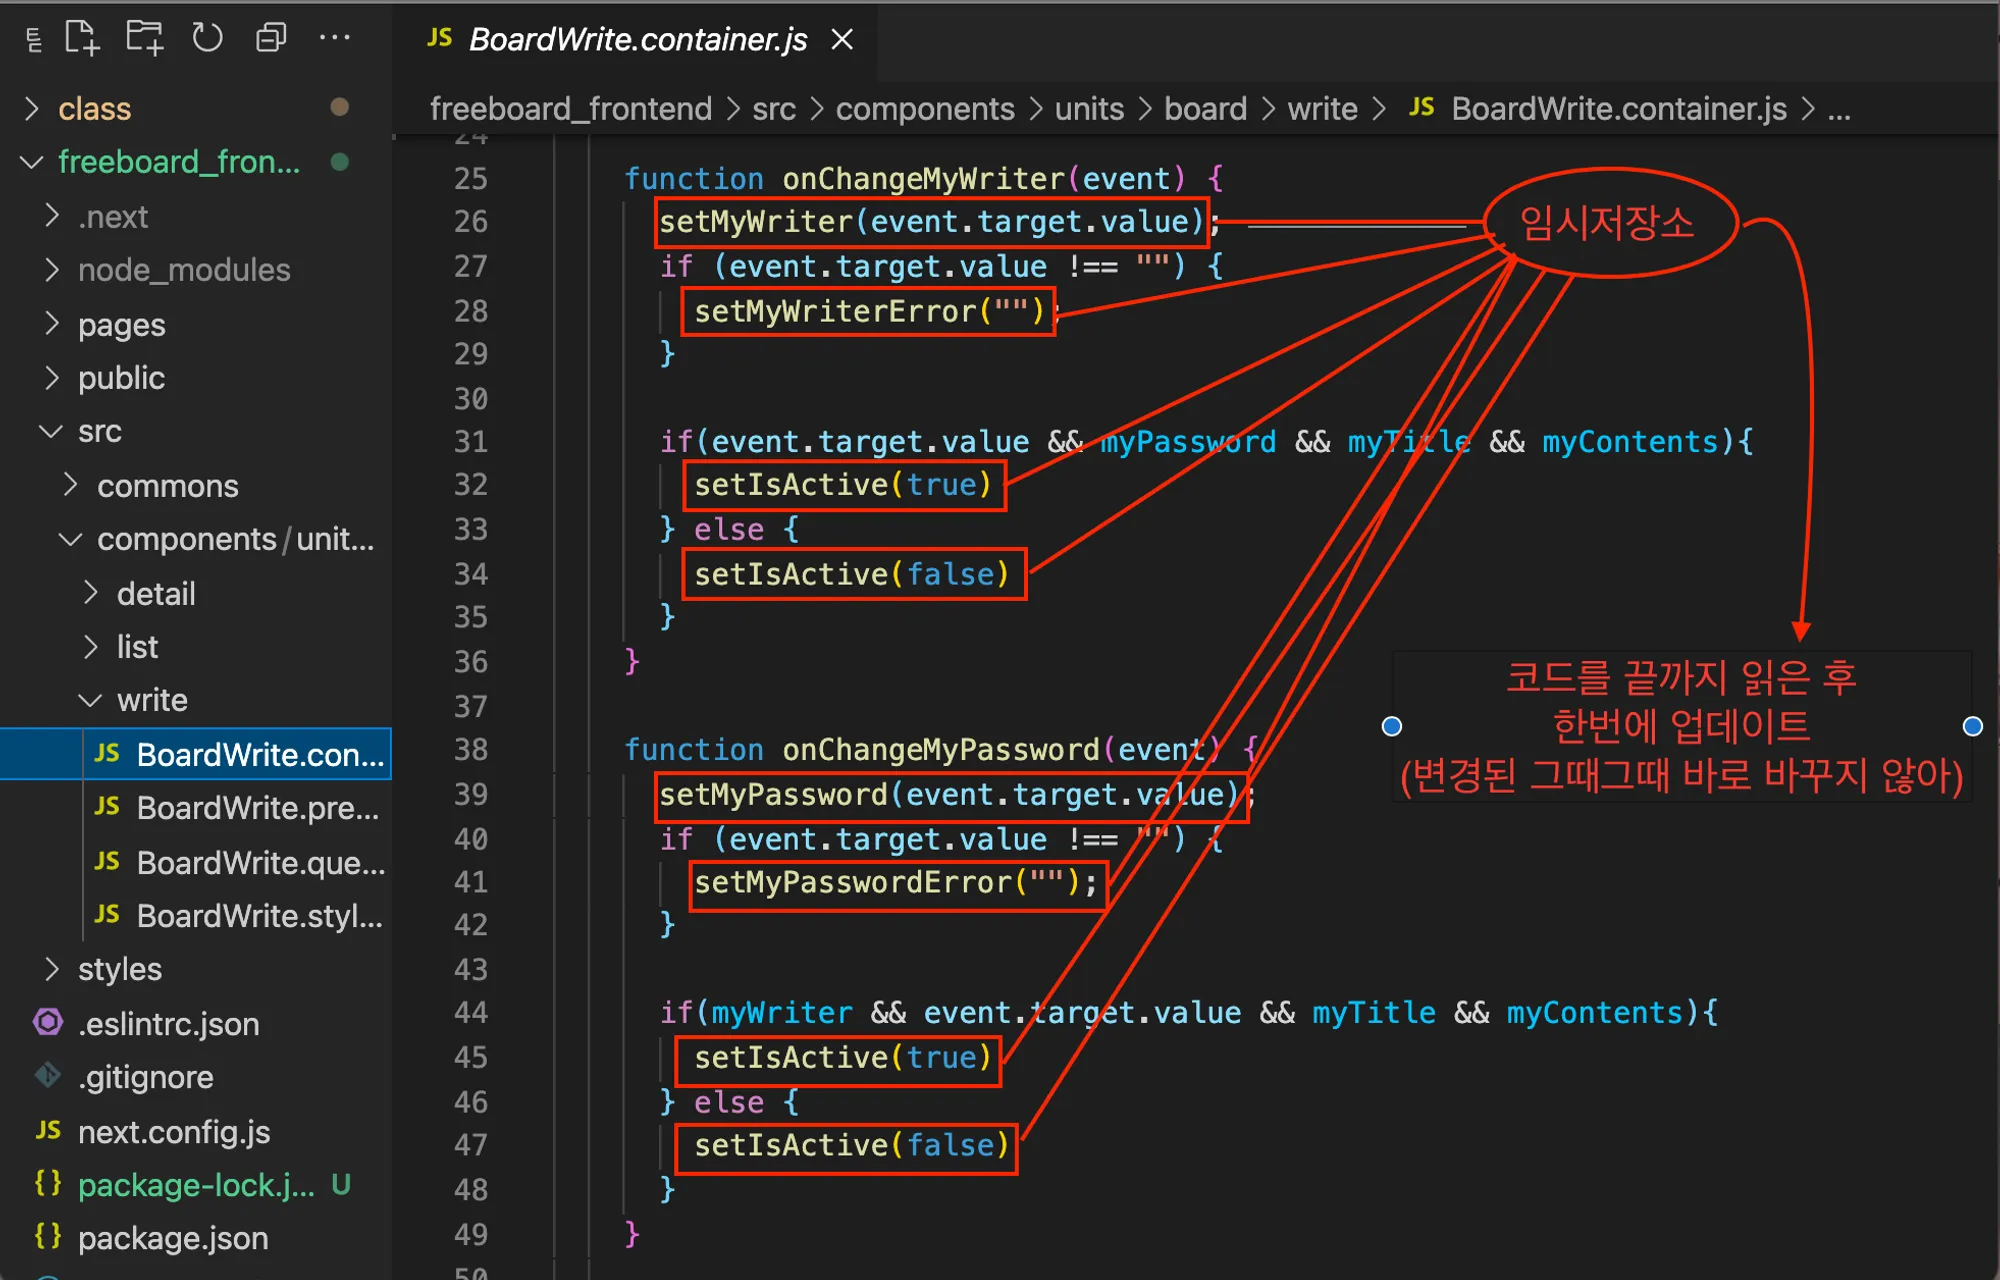 class
freeboard_fron...
.next
node_modules
pages
public
src
commons
components/unit...
detail
list
write
JS BoardWrite.con...
JS BoardWrite.pre...
JS BoardWrite.que...
JS BoardWrite.styl...
styles
.eslintrc.json
.gitignore
JS next.config.js
{} package-lock.j... U
{} package.json
JS BoardWrite.container.js
freeboard_frontend > src > components > units > board > write > JS BoardWrite.container.js > ...
24
25 function onChangeMyWriter(event) {
26 setMyWriter(event.target.value);
27 if (event.target.value !== "") {
28 setMyWriterError("");
29 }
30
31 if(event.target.value && myPassword && myTitle && myContents){
32 setIsActive(true)
33 } else {
34 setIsActive(false)
35 }
36 }
37
38 function onChangeMyPassword(event) {
39 setMyPassword(event.target.value);
40 if (event.target.value !== "") {
41 setMyPasswordError("");
42 }
43
44 if(myWriter && event.target.value && myTitle && myContents){
45 setIsActive(true)
46 } else {
47 setIsActive(false)
48 }
49 }
50
임시저장소
코드를 끝까지 읽은 후
한번에 업데이트
(변경된 그때그때 바로 바꾸지 않아)